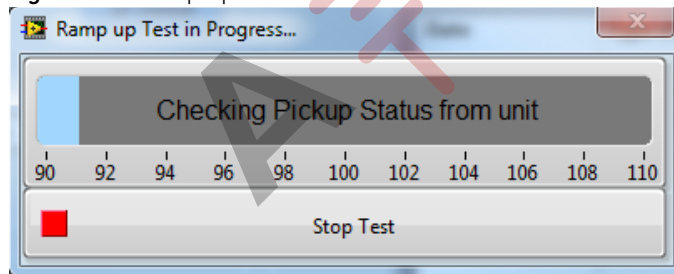 Ramp up Test in Progress...
Checking Pickup Status from unit
90 92 94 96 98 100 102 104 106 108 110
Stop Test